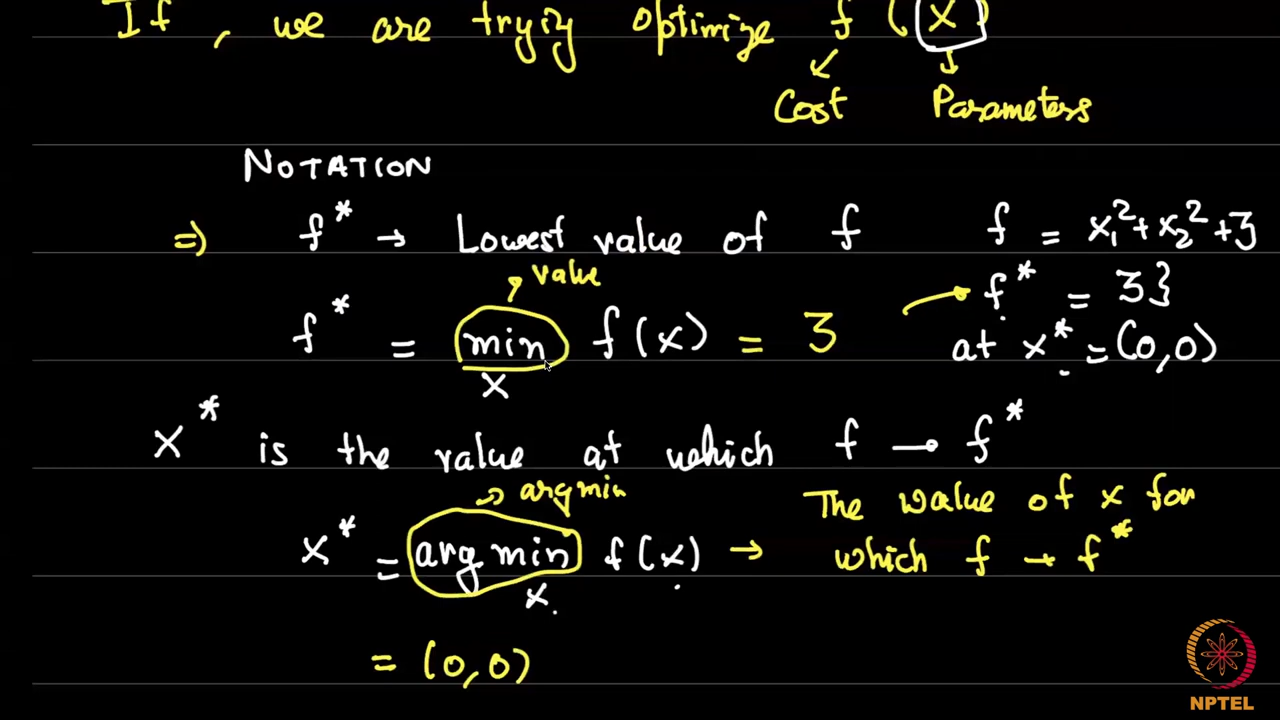 If, we are tryiy optimize f (x)
Cost Parameters
NOTATION
⇒ f* → Lowest value of f f = x₁² + x₂² + 3
value
f* = 3}
f* = min f(x) = 3
x
at x* = (0,0)
x* is the value at which f → f*
argmin
x* = arg min f(x) → The walue of x for
x
which f → f*
= (0,0)
NPTEL